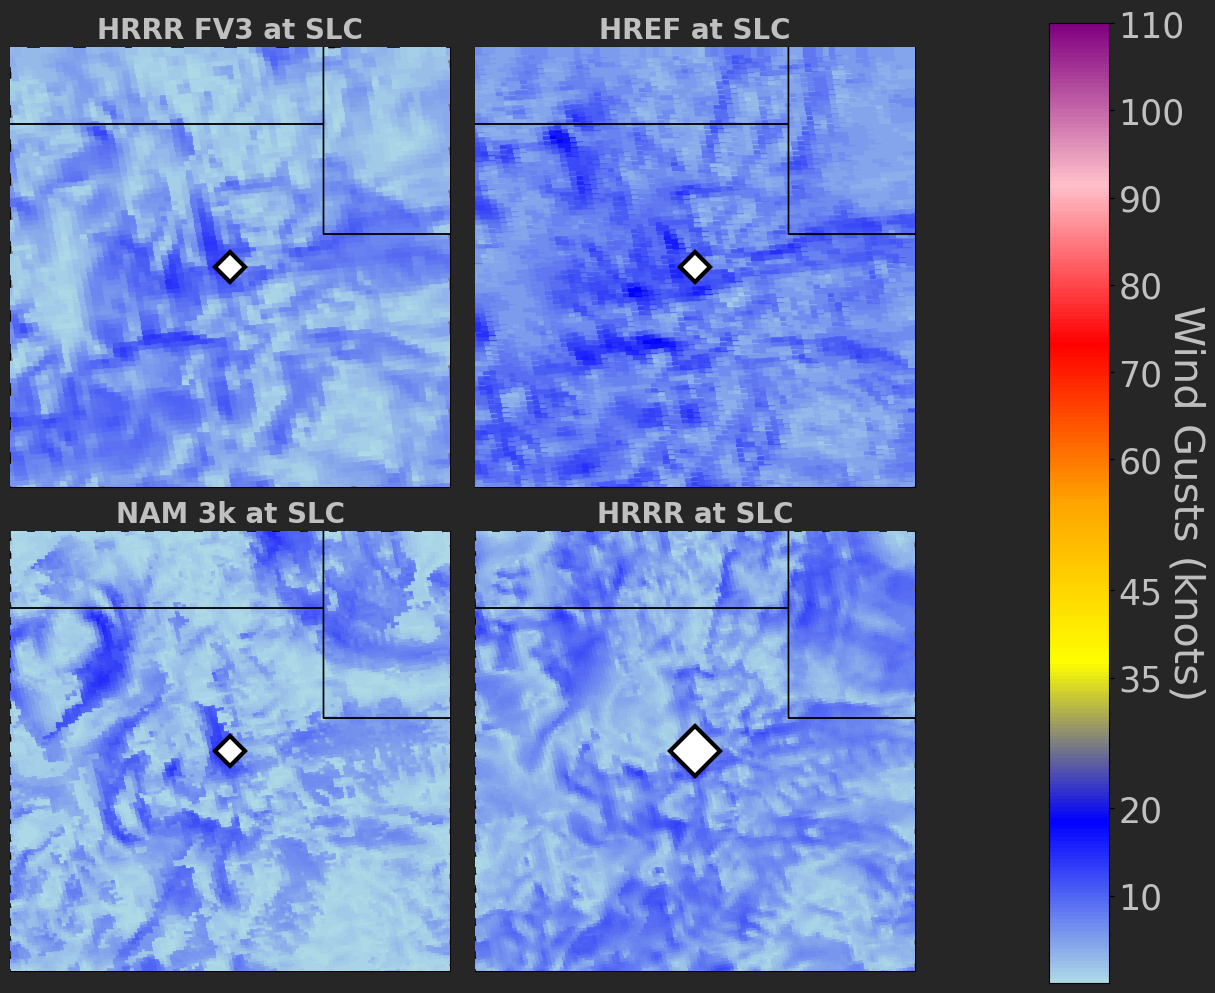 HRRR FV3 at SLC
HREF at SLC
NAM 3k at SLC
HRRR at SLC
110
100
90
80
70
60
45
35
20
10
Wind Gusts (knots)